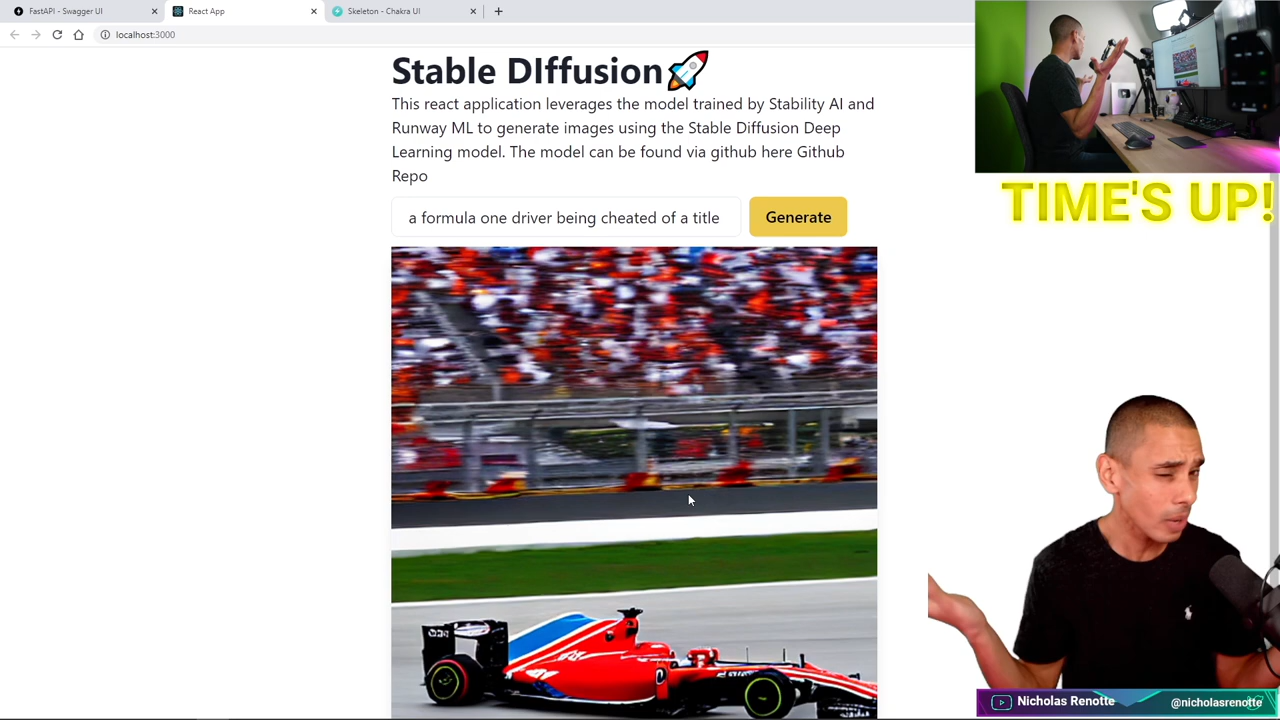 FastAPI - Swagger UI
React App
Skeleton - Chakra UI
localhost:3000
Stable DIffusion🚀
This react application leverages the model trained by Stability AI and
Runway ML to generate images using the Stable Diffusion Deep
Learning model. The model can be found via github here Github
Repo
a formula one driver being cheated of a title
Generate
TIME'S UP!
Nicholas Renotte
@nicholasrenotte